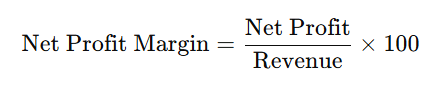 Net Profit Margin = Net Profit / Revenue × 100